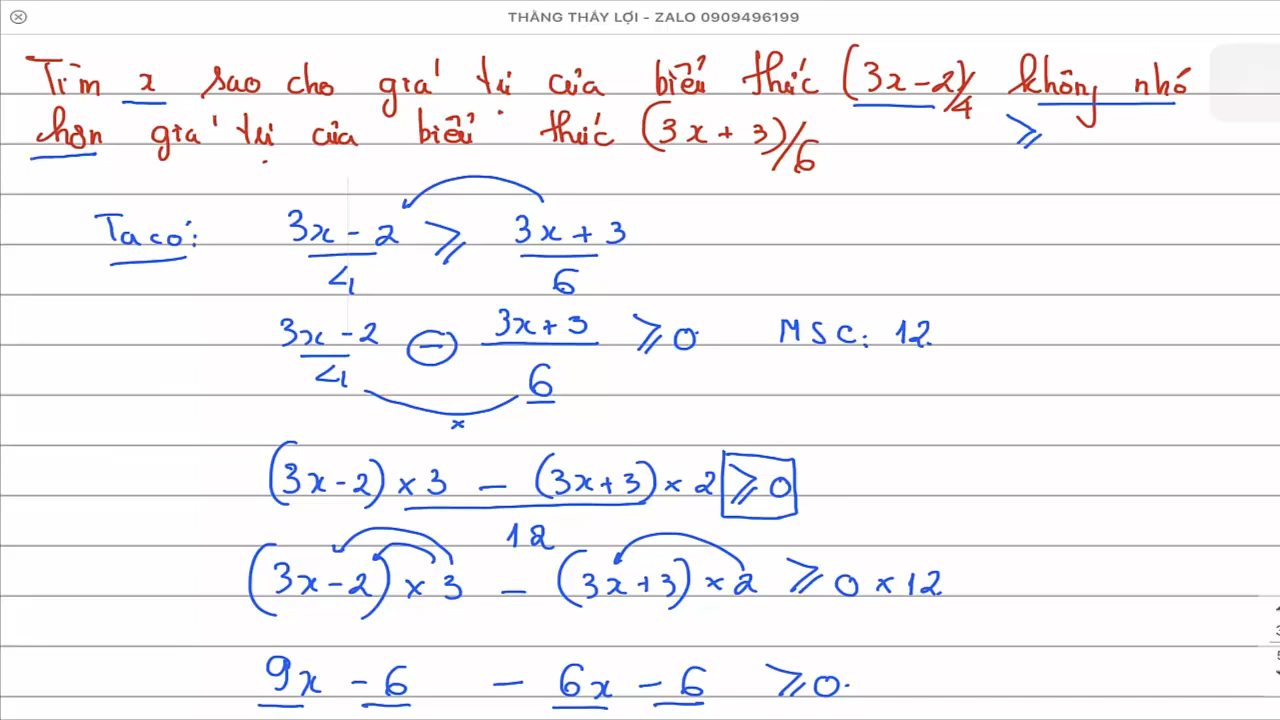 THẦNG THẦY LỢI - ZALO 0909496199
Tìm x sao cho giá trị của biểu thức (3x-2)/4 không nhỏ
hơn giá trị của biểu thức (3x+3)/6
≥
Ta có: (3x-2)/4 ≥ (3x+3)/6
(3x-2)/4 - (3x+3)/6 ≥ 0 MSC: 12.
x
((3x-2) × 3 - (3x+3) × 2)/12 ≥ 0
(3x-2) × 3 - (3x+3) × 2 ≥ 0 × 12
9x - 6 - 6x - 6 ≥ 0.